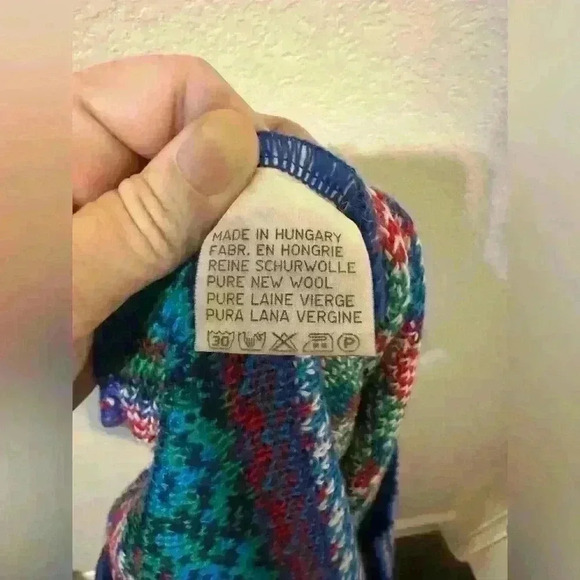 MADE IN HUNGARY
FABR. EN HONGRIE
REINE SCHURWOLLE
PURE NEW WOOL
PURE LAINE VIERGE
PURA LANA VERGINE
30 P